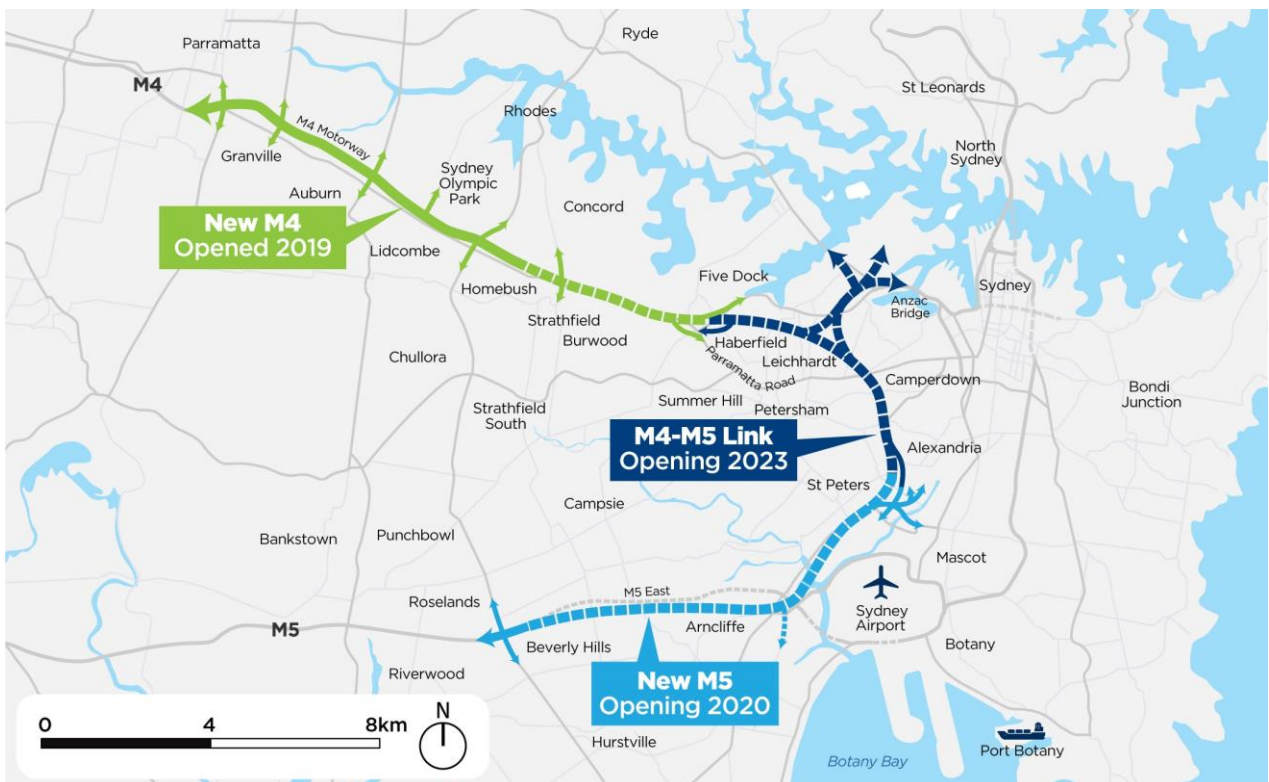 Ryde
Parramatta
M4
St Leonards
Rhodes
M4 Motorway
North
Sydney
Granville
Sydney
Olympic
Park
Auburn
Concord
New M4
Opened 2019
Lidcombe
Five Dock
Homebush
Sydney
Anzac
Bridge
Strathfield
Burwood
Haberfield
Leichhardt
Parramatta Road
Chullora
Camperdown
Bondi
Junction
Summer Hill
Petersham
Strathfield
South
M4-M5 Link
Opening 2023
Alexandria
St Peters
Campsie
Bankstown
Punchbowl
Mascot
M5 East
Roselands
Sydney
Airport
M5
Arncliffe
Beverly Hills
Botany
Riverwood
New M5
Opening 2020
0 4 8km
N
Hurstville
Port Botany
Botany Bay